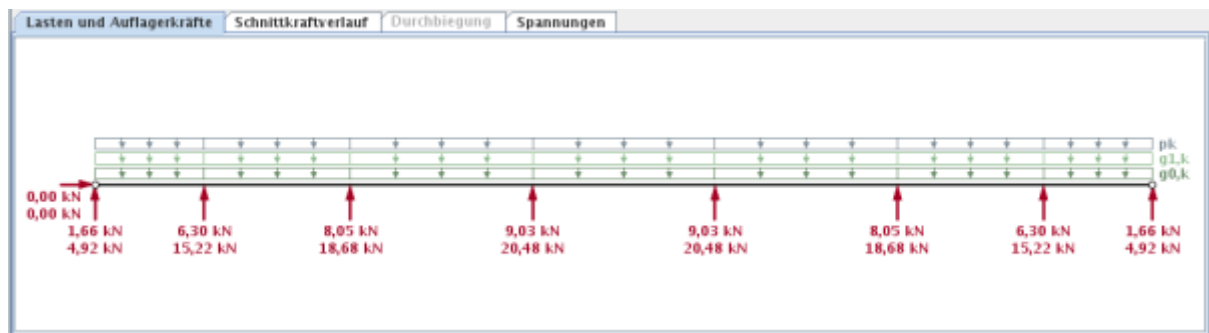 Lasten und Auflagerkräfte Schnittkraftverlauf Durchbiegung Spannungen
pk
g1,k
g0,k
0,00 kN
0,00 kN
1,66 kN 6,30 kN 8,05 kN 9,03 kN 9,03 kN 8,05 kN 6,30 kN 1,66 kN
4,92 kN 15,22 kN 18,68 kN 20,48 kN 20,48 kN 18,68 kN 15,22 kN 4,92 kN